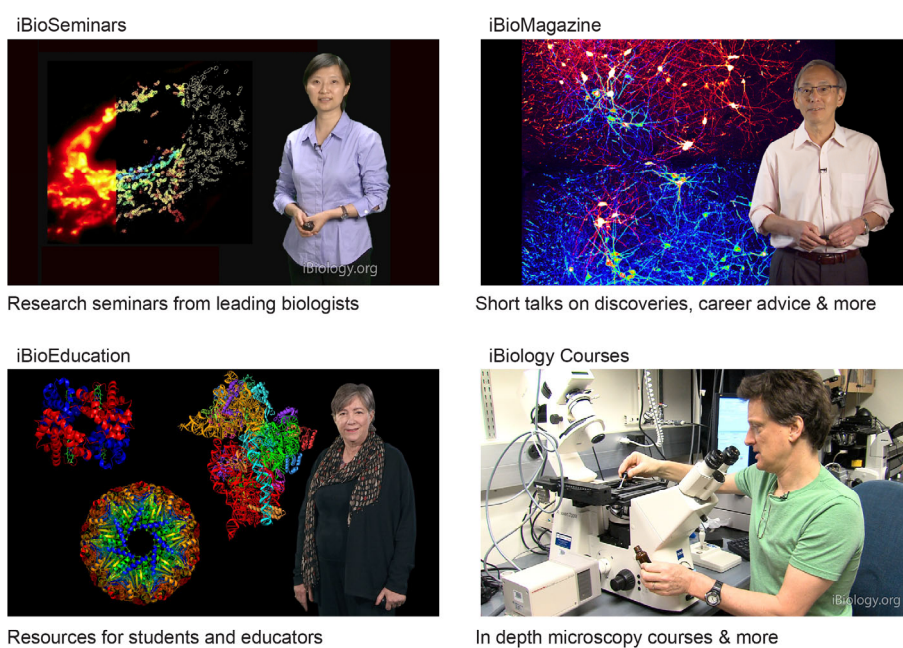 iBioSeminars
iBioMagazine
iBiology.org
Research seminars from leading biologists
Short talks on discoveries, career advice & more
iBioEducation
iBiology Courses
iBiology.org
Resources for students and educators
In depth microscopy courses & more